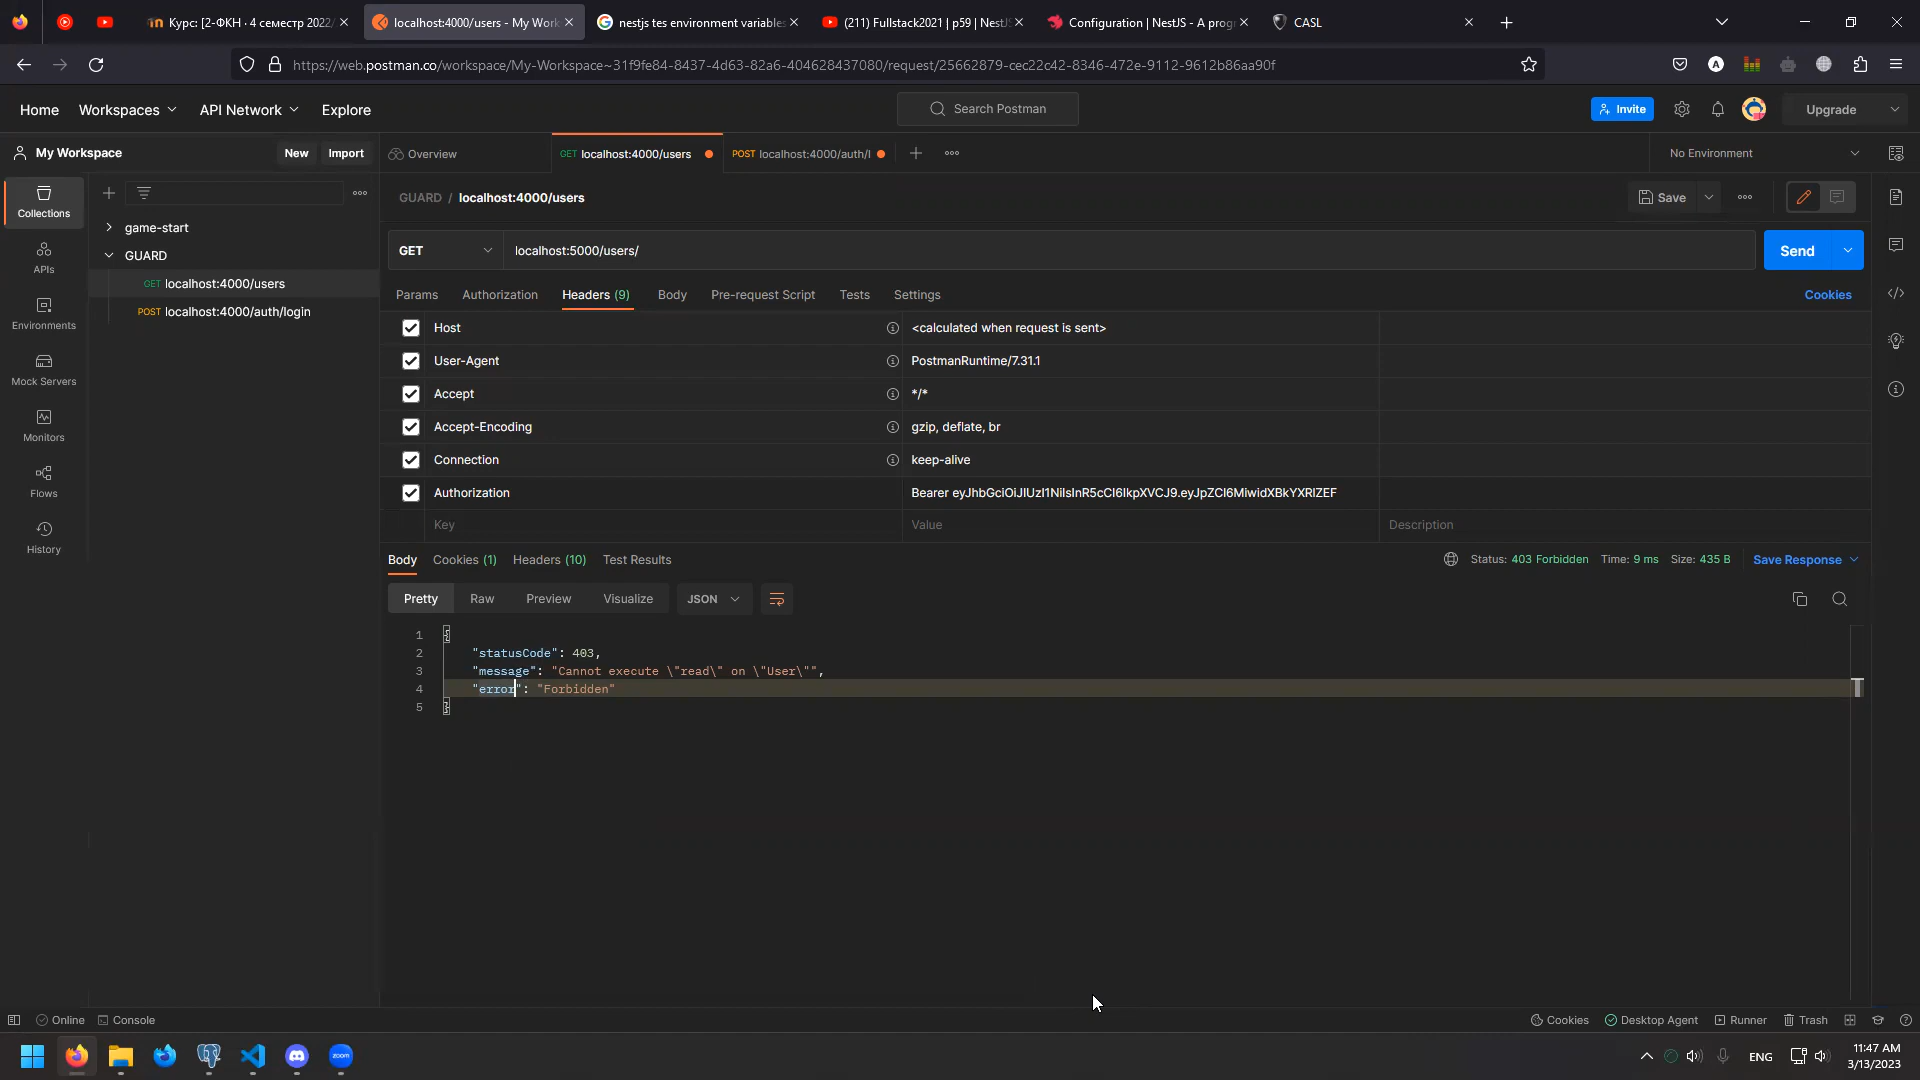 Курс: [2-ФКН · 4 семестр 2022/
localhost:4000/users - My Work
nestjs tes environment variables
(211) Fullstack2021 | p59 | NestJS
Configuration | NestJS - A prog
CASL
https://web.postman.co/workspace/My-Workspace~31f9fe84-8437-4d63-82a6-404628437080/request/25662879-cec22c42-8346-472e-9112-9612b86aa90f
Home
Workspaces
API Network
Explore
Search Postman
Invite
Upgrade
My Workspace
New
Import
Overview
GET localhost:4000/users
POST localhost:4000/auth/l
No Environment
Collections
APIs
Environments
Mock Servers
Monitors
Flows
History
game-start
GUARD
GET localhost:4000/users
POST localhost:4000/auth/login
GUARD / localhost:4000/users
Save
GET
localhost:5000/users/
Send
Params
Authorization
Headers (9)
Body
Pre-request Script
Tests
Settings
Cookies
Host
<calculated when request is sent>
User-Agent
PostmanRuntime/7.31.1
Accept
*/*
Accept-Encoding
gzip, deflate, br
Connection
keep-alive
Authorization
Bearer eyJhbGciOiJIUzI1NiIsInR5cCI6IkpXVCJ9.eyJpZCI6MiwidXBkYXRlZEF
Key
Value
Description
Body
Cookies (1)
Headers (10)
Test Results
Status: 403 Forbidden
Time: 9 ms
Size: 435 B
Save Response
Pretty
Raw
Preview
Visualize
JSON
1 {
2 "statusCode": 403,
3 "message": "Cannot execute \"read\" on \"User\"",
4 "error": "Forbidden"
5 }
Online
Console
Cookies
Desktop Agent
Runner
Trash
zoom
ENG
11:47 AM
3/13/2023